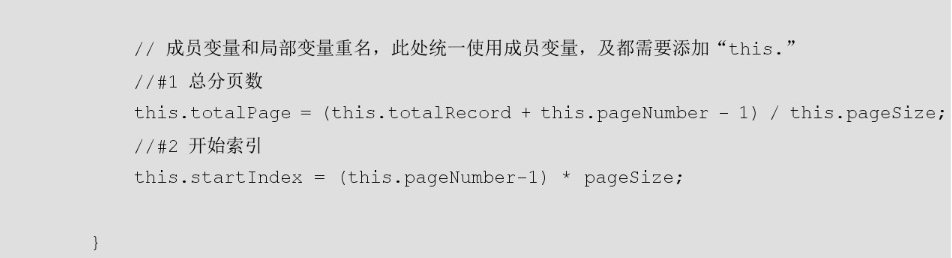 // 成员变量和局部变量重名，此处统一使用成员变量，及都需要添加“this.”
//#1 总分页数
this.totalPage = (this.totalRecord + this.pageNumber - 1) / this.pageSize;
//#2 开始索引
this.startIndex = (this.pageNumber-1) * pageSize;
}